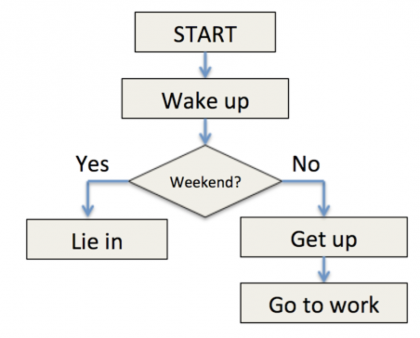 START
Wake up
Yes
No
Weekend?
Lie in
Get up
Go to work